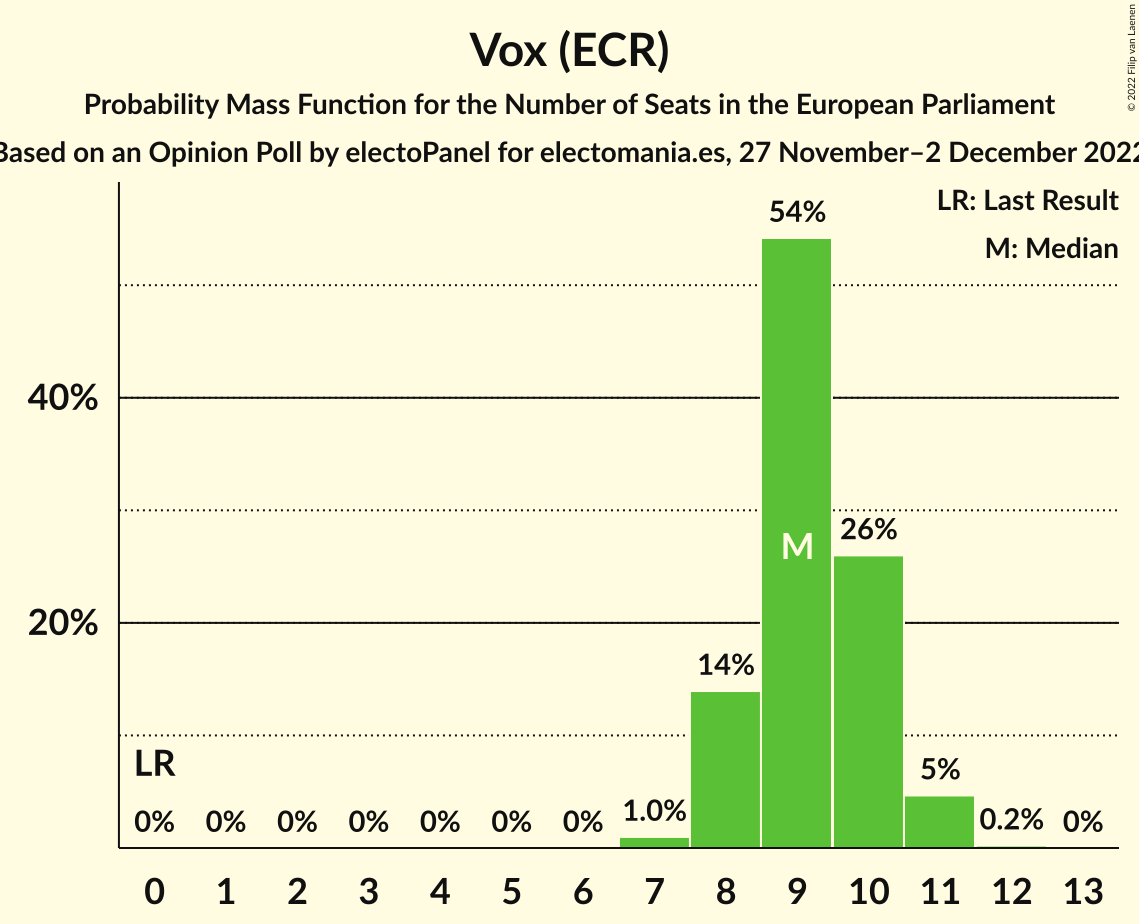 Vox (ECR)
Probability Mass Function for the Number of Seats in the European Parliament
Based on an Opinion Poll by electoPanel for electomania.es, 27 November–2 December 2022
© 2022 Filip van Laenen
LR: Last Result
M: Median
54%
40%
M
26%
20%
14%
LR
5%
0% 0% 0% 0% 0% 0% 0% 1.0% 0.2% 0%
0 1 2 3 4 5 6 7 8 9 10 11 12 13